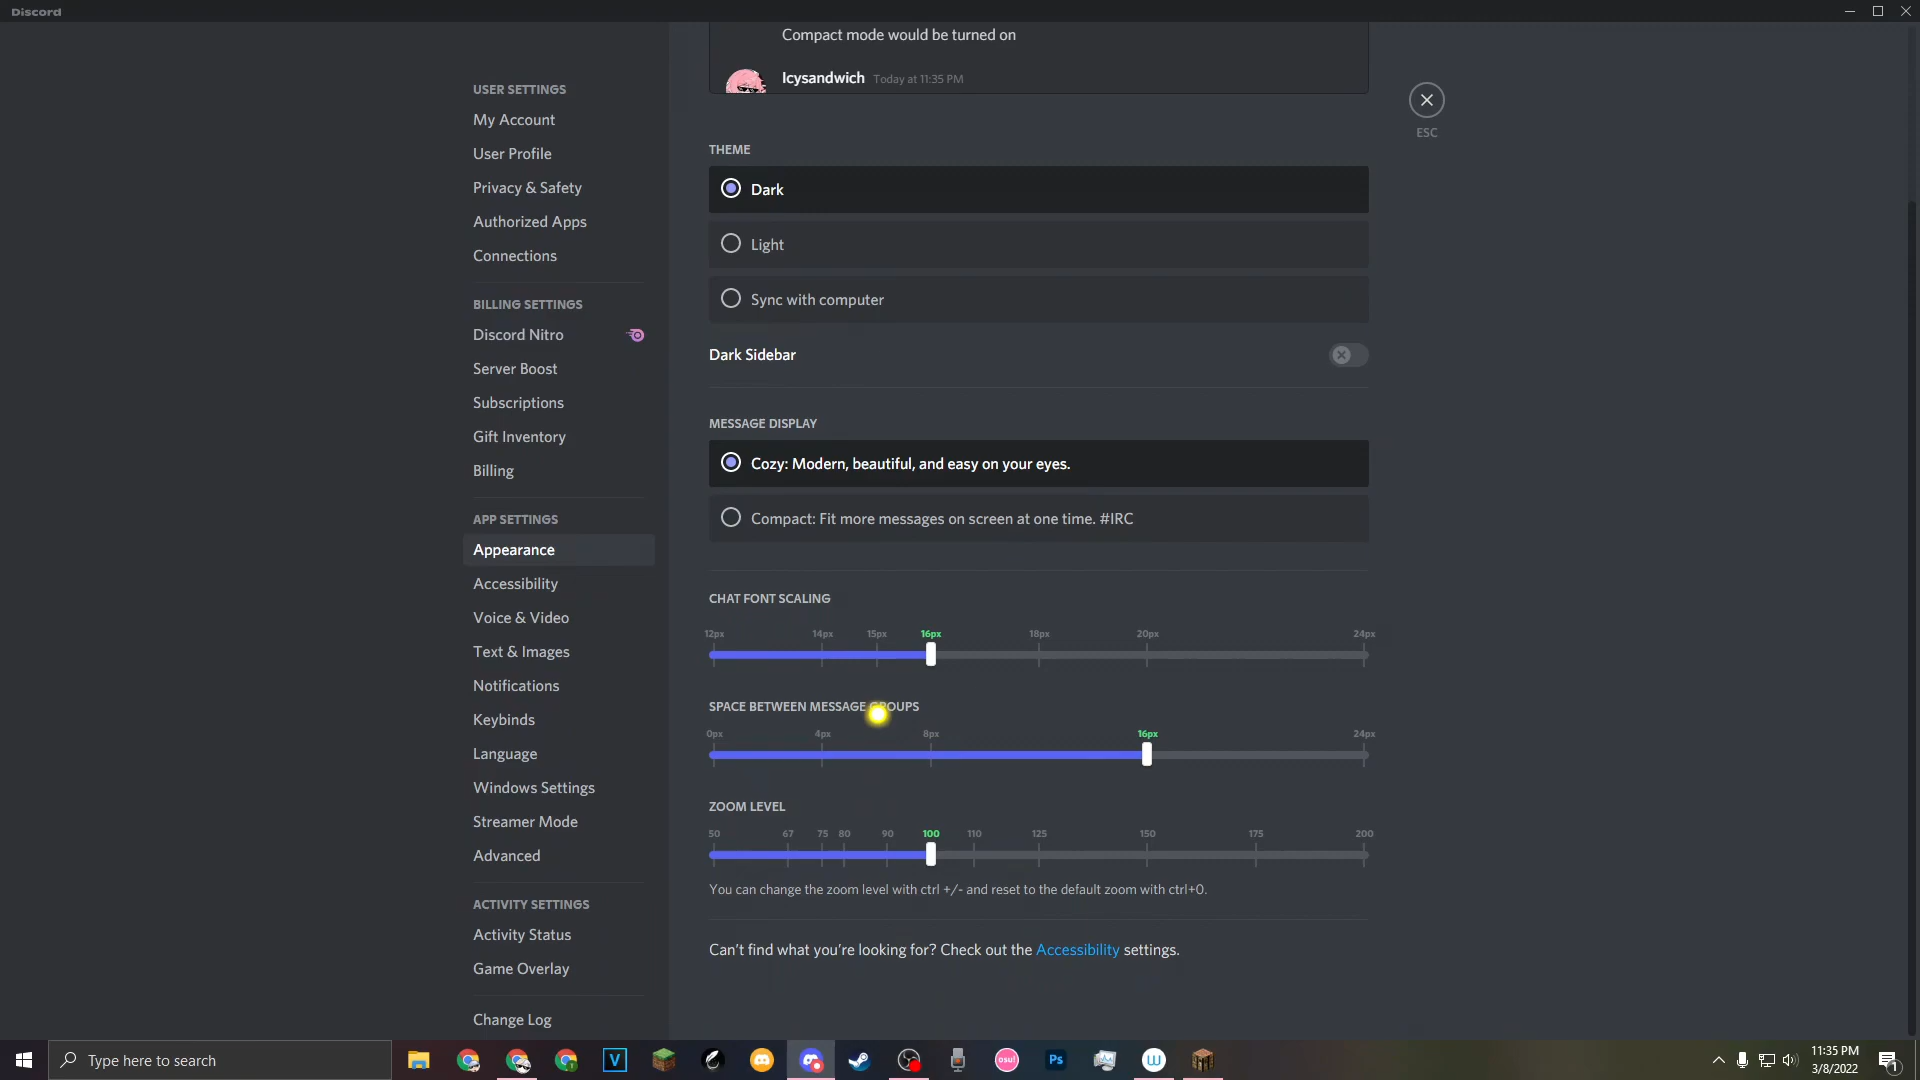 Discord
Compact mode would be turned on
Icysandwich Today at 11:35 PM
ESC
USER SETTINGS
My Account
User Profile
Privacy & Safety
Authorized Apps
Connections
BILLING SETTINGS
Discord Nitro
Server Boost
Subscriptions
Gift Inventory
Billing
APP SETTINGS
Appearance
Accessibility
Voice & Video
Text & Images
Notifications
Keybinds
Language
Windows Settings
Streamer Mode
Advanced
ACTIVITY SETTINGS
Activity Status
Game Overlay
Change Log
THEME
Dark
Light
Sync with computer
Dark Sidebar
MESSAGE DISPLAY
Cozy: Modern, beautiful, and easy on your eyes.
Compact: Fit more messages on screen at one time. #IRC
CHAT FONT SCALING
12px 14px 15px 16px 18px 20px 24px
SPACE BETWEEN MESSAGE GROUPS
0px 4px 8px 16px 24px
ZOOM LEVEL
50 67 75 80 90 100 110 125 150 175 200
You can change the zoom level with ctrl +/- and reset to the default zoom with ctrl+0.
Can't find what you're looking for? Check out the Accessibility settings.
Type here to search
V
osu!
Ps
W
11:35 PM
3/8/2022
1